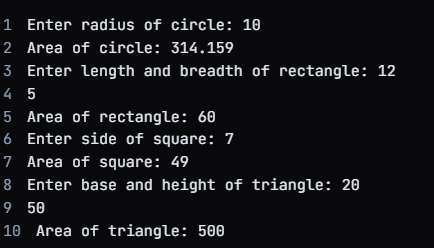 1 Enter radius of circle: 10
2 Area of circle: 314.159
3 Enter length and breadth of rectangle: 12
4 5
5 Area of rectangle: 60
6 Enter side of square: 7
7 Area of square: 49
8 Enter base and height of triangle: 20
9 50
10 Area of triangle: 500